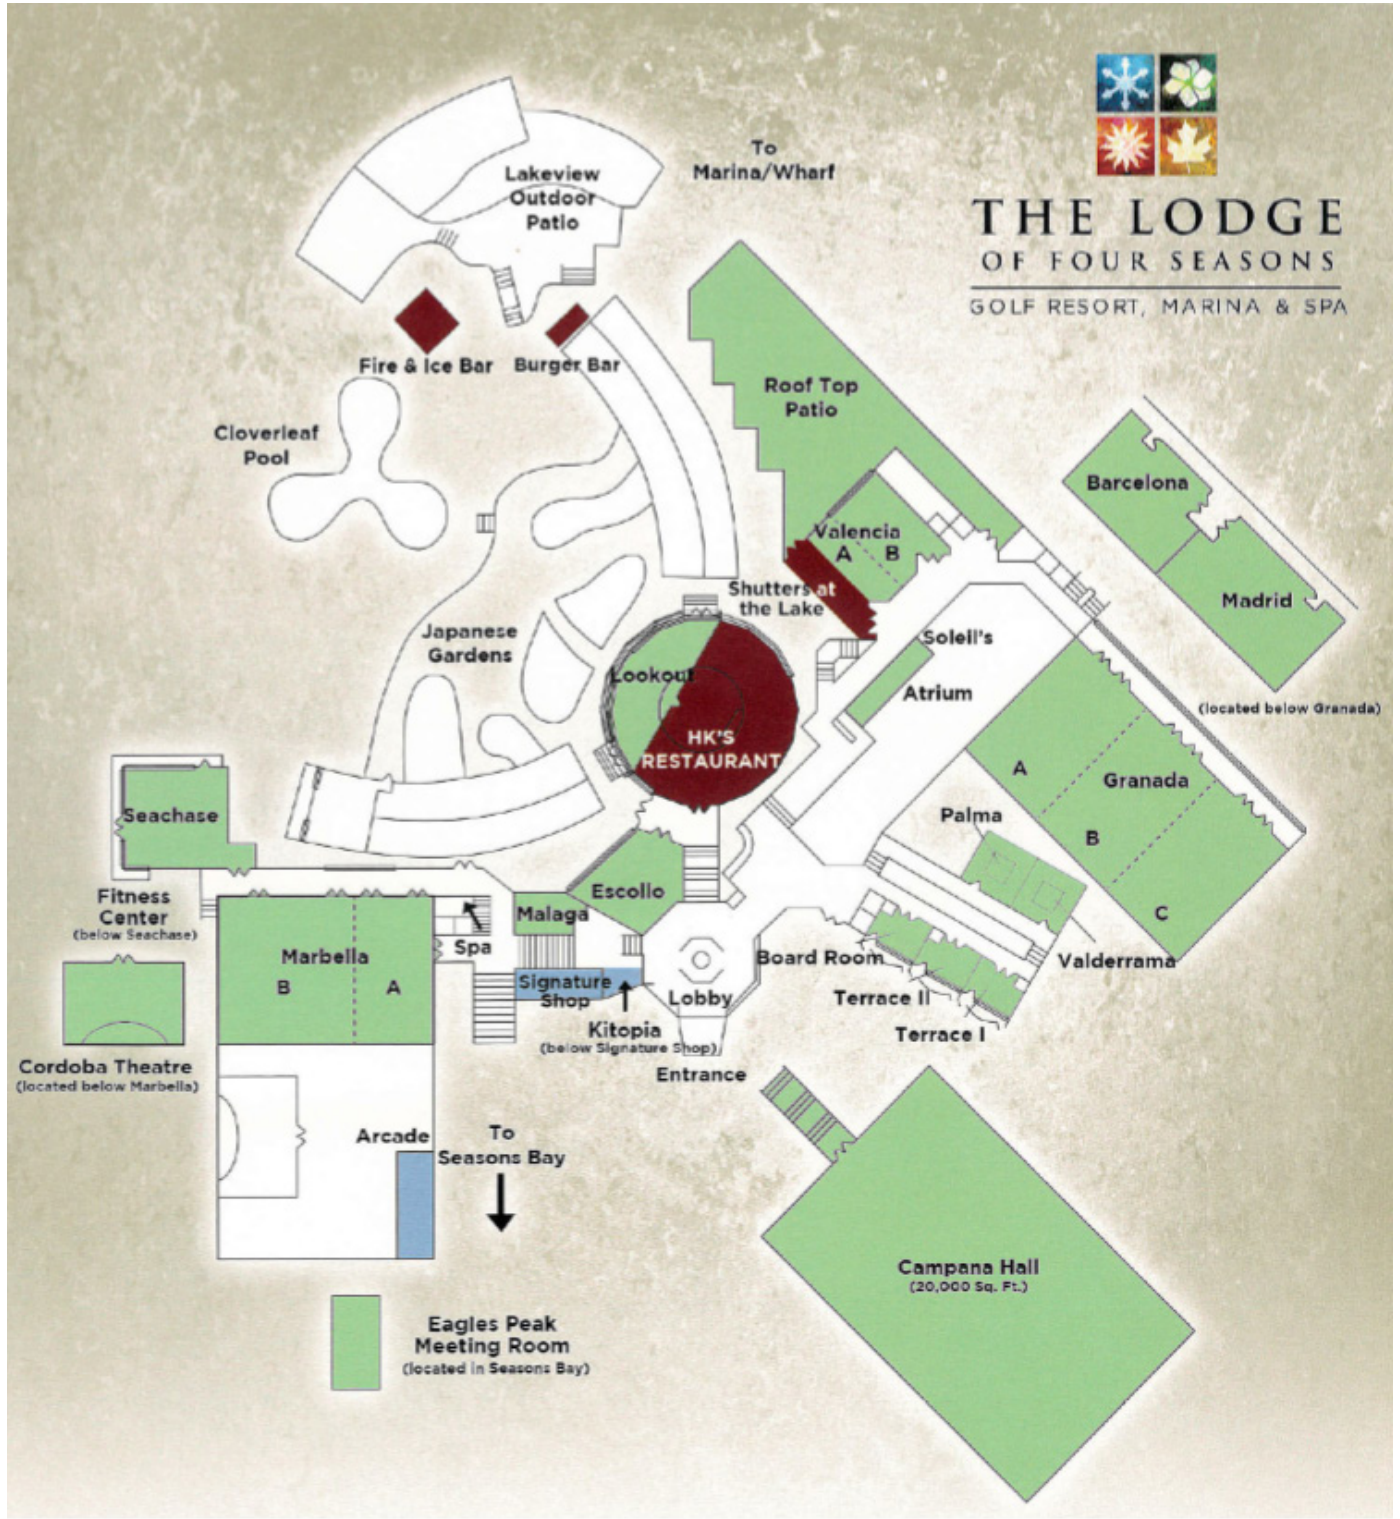 THE LODGE
OF FOUR SEASONS
GOLF RESORT, MARINA & SPA
To
Marina/Wharf
Lakeview
Outdoor
Patio
Fire & Ice Bar
Burger Bar
Cloverleaf
Pool
Roof Top
Patio
Barcelona
Madrid
(located below Granada)
Valencia
A
B
Shutters at
the Lake
Japanese
Gardens
Lookout
HK'S
RESTAURANT
Soleil's
Atrium
Granada
A
B
C
Palma
Valderrama
Seachase
Fitness
Center
(below Seachase)
Escollo
Malaga
Spa
Marbella
B
A
Signature
Shop
Kitopia
(below Signature Shop)
Lobby
Entrance
Board Room
Terrace II
Terrace I
Cordoba Theatre
(located below Marbella)
Arcade
To
Seasons Bay
Campana Hall
(20,000 Sq. Ft.)
Eagles Peak
Meeting Room
(located in Seasons Bay)